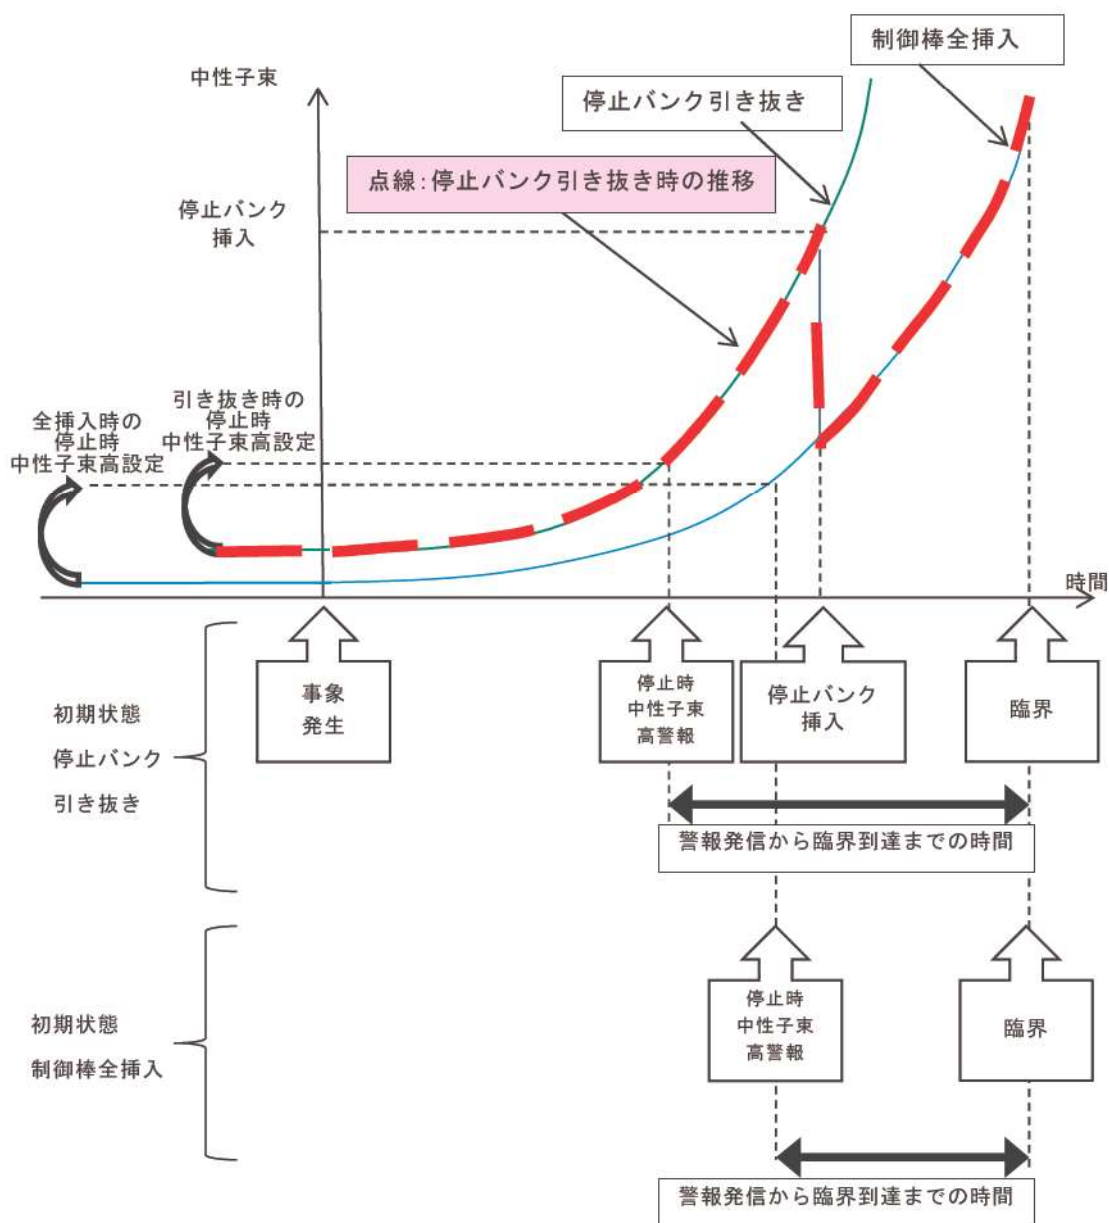 制御棒全挿入
中性子束
停止バンク引き抜き
点線：停止バンク引き抜き時の推移
停止バンク
挿入
引き抜き時の
停止時
中性子束高設定
全挿入時の
停止時
中性子束高設定
時間
初期状態
停止バンク
引き抜き
事象
発生
停止時
中性子束
高警報
停止バンク
挿入
臨界
警報発信から臨界到達までの時間
初期状態
制御棒全挿入
停止時
中性子束
高警報
臨界
警報発信から臨界到達までの時間